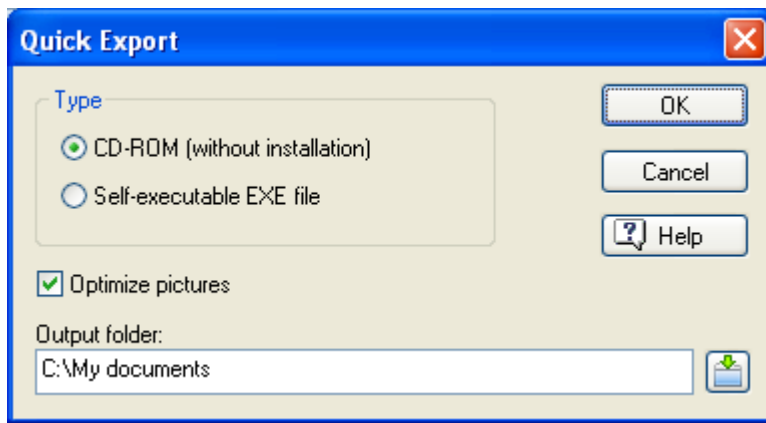 Quick Export
Type
CD-ROM (without installation)
Self-executable EXE file
OK
Cancel
Help
Optimize pictures
Output folder:
C:\My documents